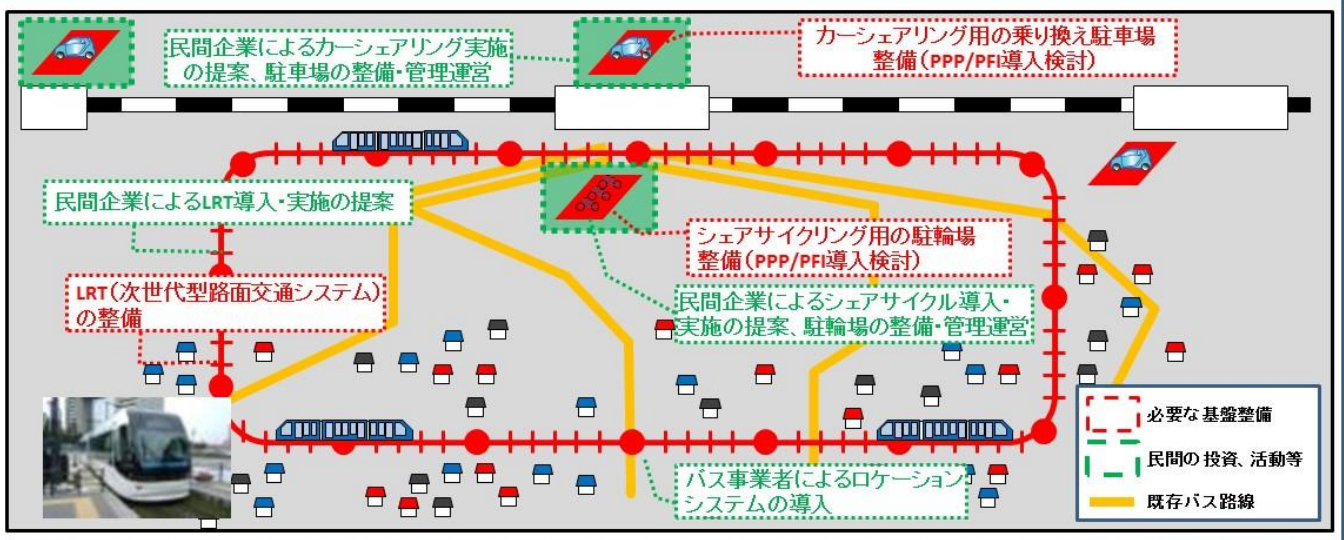 民間企業によるカーシェアリング実施
の提案、駐車場の整備・管理運営
カーシェアリング用の乗り換え駐車場
整備（PPP/PFI導入検討）
民間企業によるLRT導入・実施の提案
シェアサイクリング用の駐輪場
整備（PPP/PFI導入検討）
LRT（次世代型路面交通システム）
の整備
民間企業によるシェアサイクル導入・
実施の提案、駐輪場の整備・管理運営
バス事業者によるロケーション
システムの導入
必要な基盤整備
民間の投資、活動等
既存バス路線